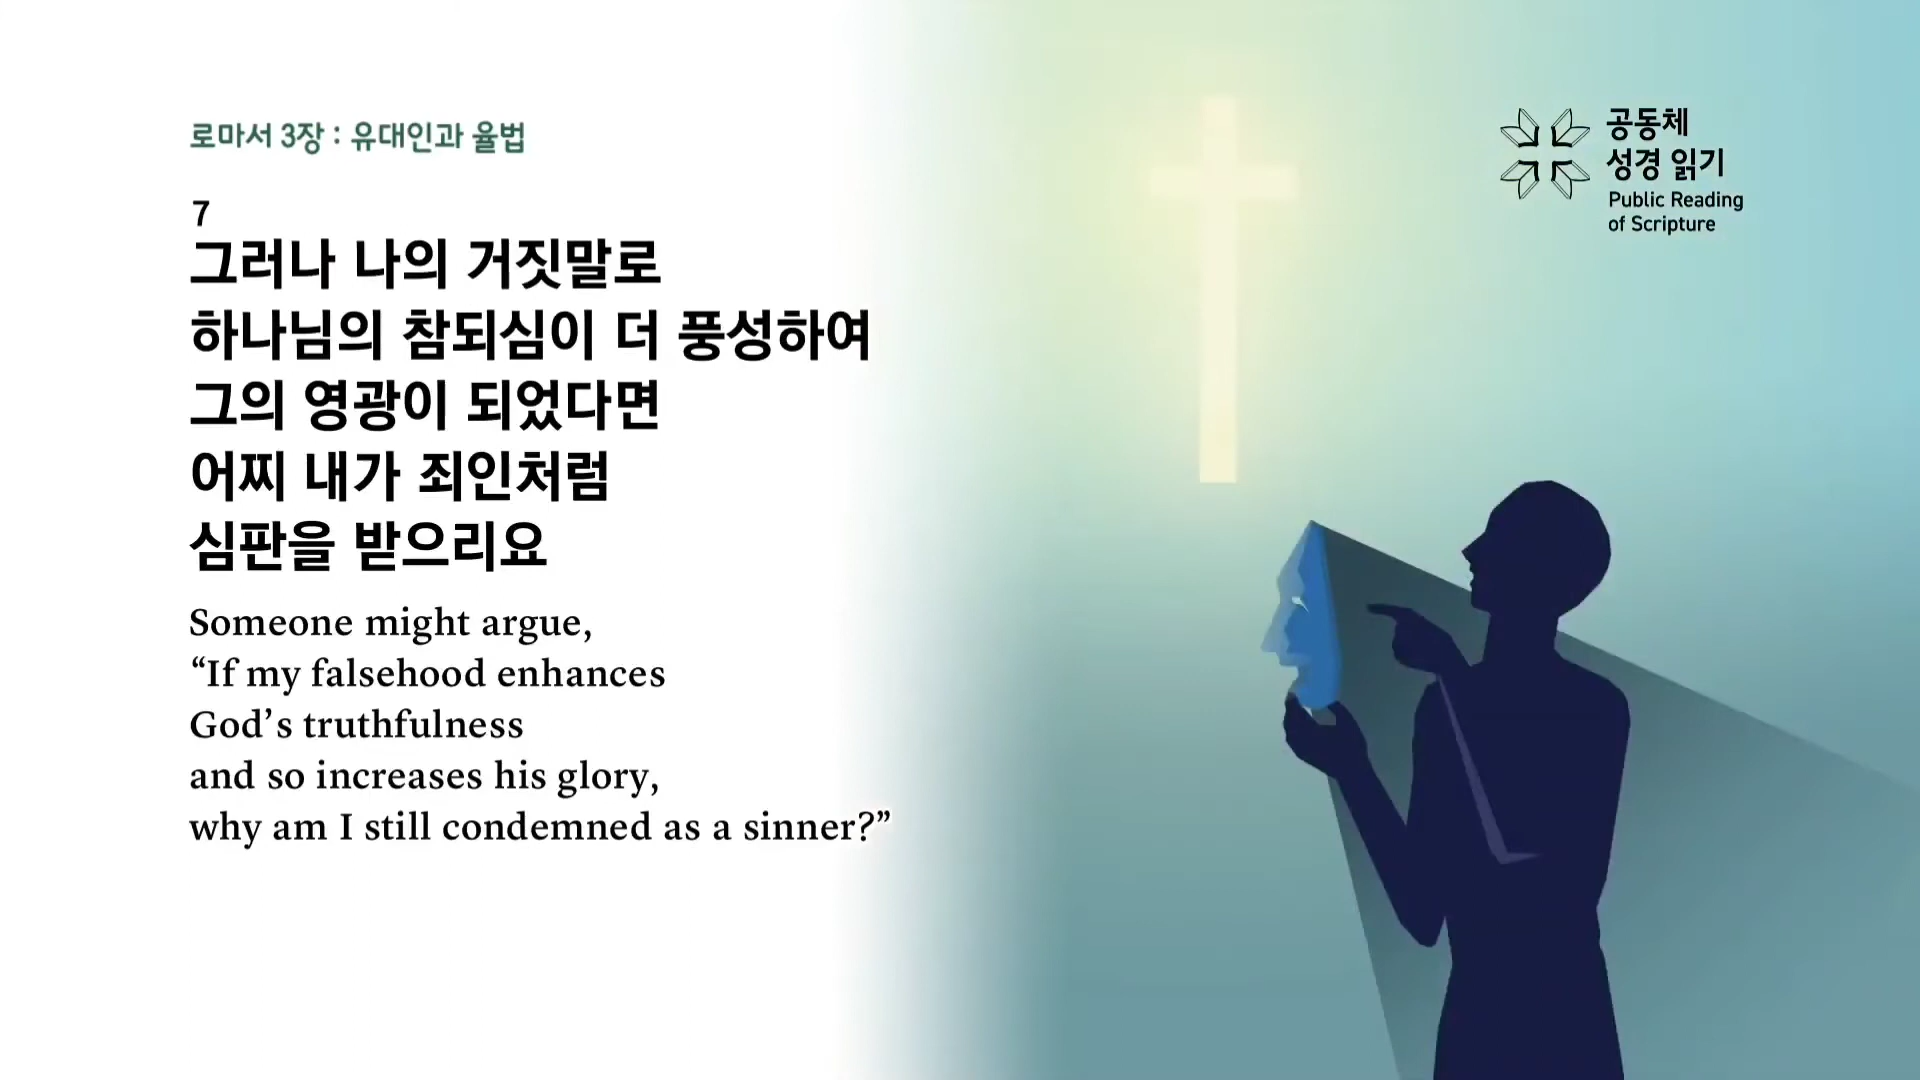 로마서 3장 : 유대인과 율법
7
그러나 나의 거짓말로
하나님의 참되심이 더 풍성하여
그의 영광이 되었다면
어찌 내가 죄인처럼
심판을 받으리요
Someone might argue,
“If my falsehood enhances
God’s truthfulness
and so increases his glory,
why am I still condemned as a sinner?”
공동체
성경 읽기
Public Reading
of Scripture